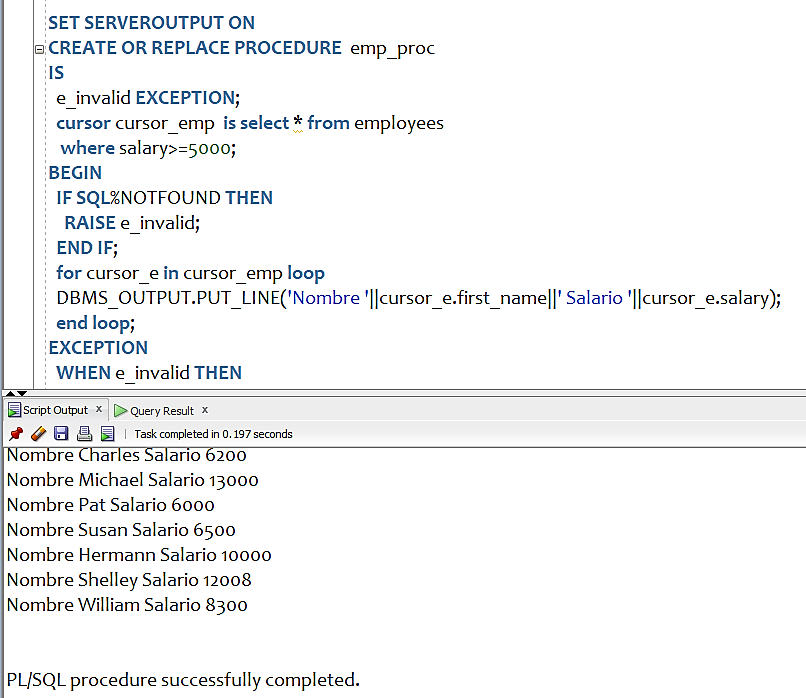 SET SERVEROUTPUT ON
CREATE OR REPLACE PROCEDURE  emp_proc
IS
e_invalid EXCEPTION;
cursor cursor_emp  is select * from employees
where salary>=5000;
BEGIN
IF SQL%NOTFOUND THEN
RAISE e_invalid;
END IF;
for cursor_e in cursor_emp loop
DBMS_OUTPUT.PUT_LINE('Nombre '||cursor_e.first_name||' Salario '||cursor_e.salary);
end loop;
EXCEPTION
WHEN e_invalid THEN
Script Output x Query Result x
Task completed in 0.197 seconds
Nombre Charles Salario 6200
Nombre Michael Salario 13000
Nombre Pat Salario 6000
Nombre Susan Salario 6500
Nombre Hermann Salario 10000
Nombre Shelley Salario 12008
Nombre William Salario 8300
PL/SQL procedure successfully completed.